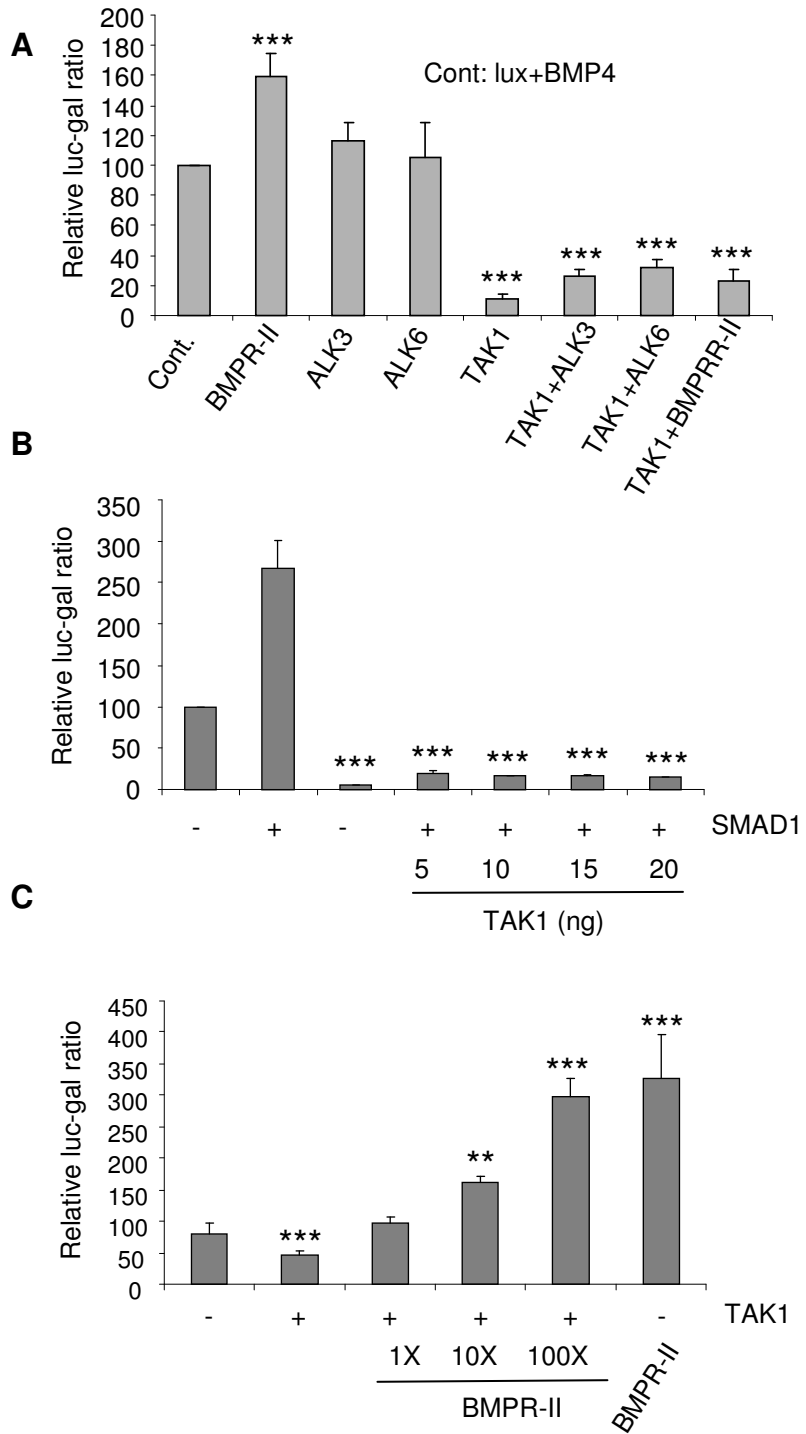 A
Relative luc-gal ratio
200
180
160
140
120
100
80
60
40
20
0
Cont: lux+BMP4
***
***
***
***
***
Cont.
BMPR-II
ALK3
ALK6
TAK1
TAK1+ALK3
TAK1+ALK6
TAK1+BMPRR-II
B
Relative luc-gal ratio
350
300
250
200
150
100
50
0
*** *** *** *** ***
- + - + + + + SMAD1
5 10 15 20
TAK1 (ng)
C
Relative luc-gal ratio
450
400
350
300
250
200
150
100
50
0
***
**
***
***
- + + + + - TAK1
1X 10X 100X
BMPR-II
BMPR-II